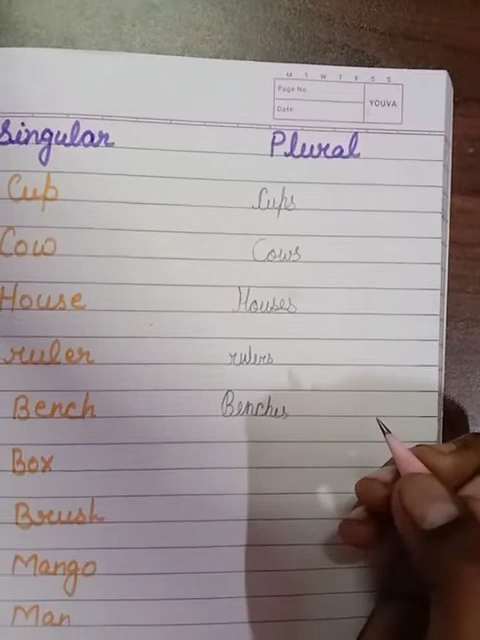 M T W T F S S
Page No.
Date:
YOUVA
Singular Plural
Cup Cups
Cow Cows
House Houses
ruler rulers
Bench Benches
Box
Brush
Mango
Man